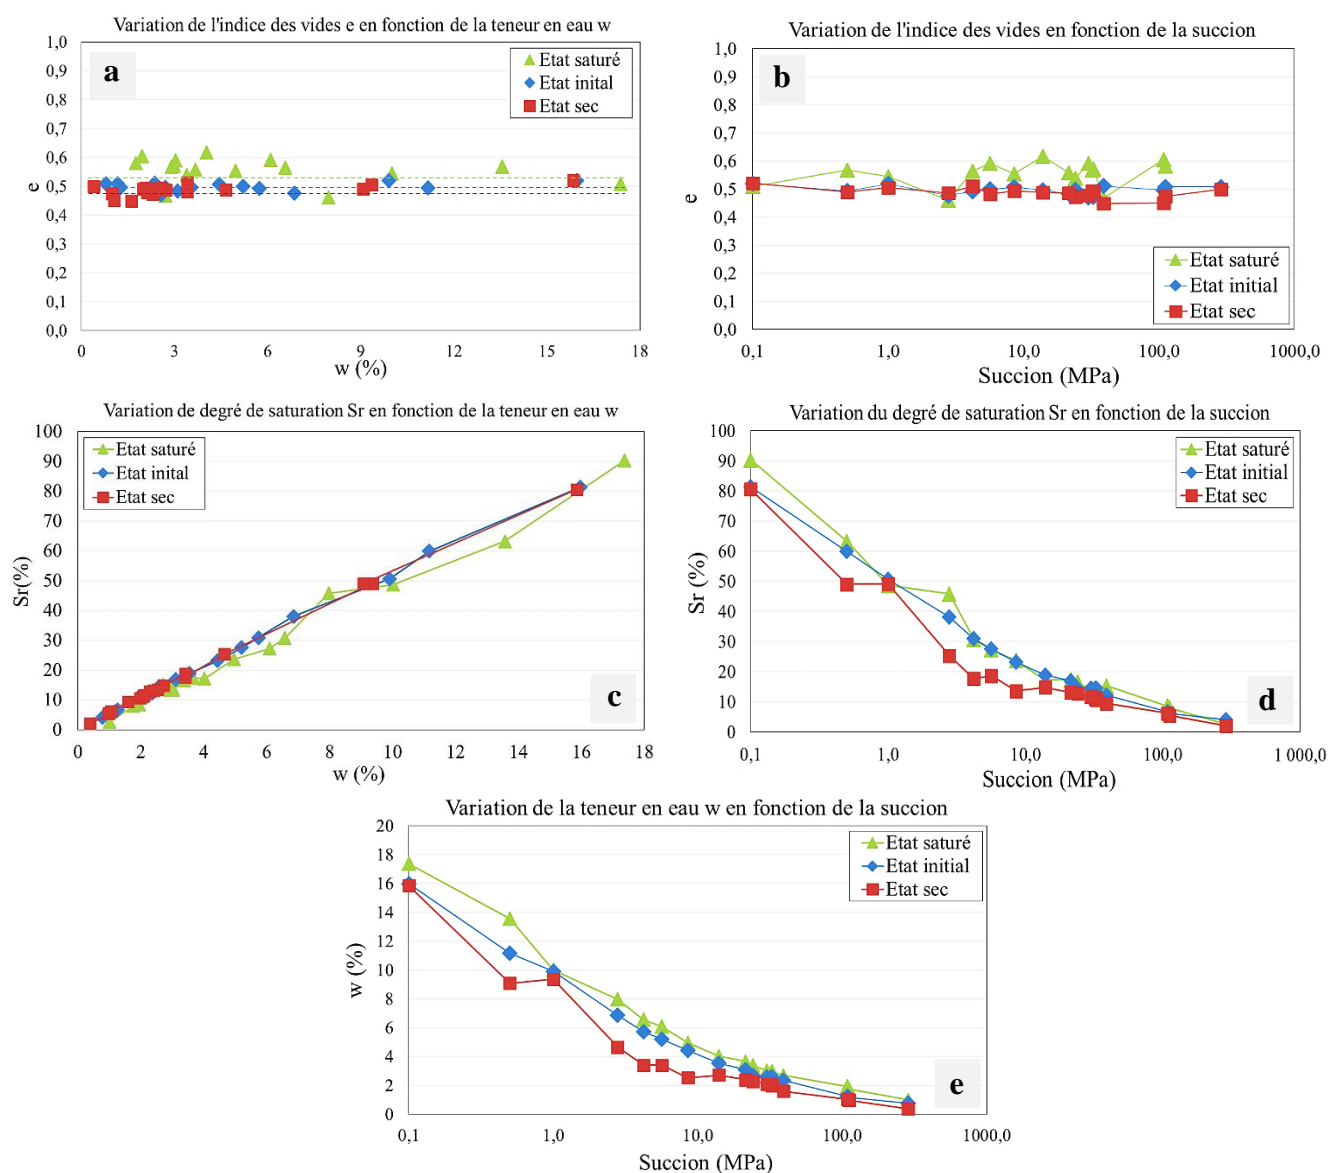 Variation de l'indice des vides e en fonction de la teneur en eau w
1,0
0,9
0,8
0,7
0,6
0,5
0,4
0,3
0,2
0,1
0,0
e
a
Etat saturé
Etat inital
Etat sec
0 3 6 9 12 15 18
w (%)
Variation de l'indice des vides en fonction de la succion
1,0
0,9
0,8
0,7
0,6
0,5
0,4
0,3
0,2
0,1
0,0
e
b
Etat saturé
Etat initial
Etat sec
0,1 1,0 10,0 100,0 1000,0
Succion (MPa)
Variation de degré de saturation Sr en fonction de la teneur en eau w
100
90
80
70
60
50
40
30
20
10
0
Sr(%)
Etat saturé
Etat inital
Etat sec
c
0 2 4 6 8 10 12 14 16 18
w (%)
Variation du degré de saturation Sr en fonction de la succion
100
90
80
70
60
50
40
30
20
10
0
Sr (%)
Etat saturé
Etat initial
Etat sec
d
0,1 1,0 10,0 100,0 1 000,0
Succion (MPa)
Variation de la teneur en eau w en fonction de la succion
20
18
16
14
12
10
8
6
4
2
0
w (%)
Etat saturé
Etat initial
Etat sec
e
0,1 1,0 10,0 100,0 1000,0
Succion (MPa)